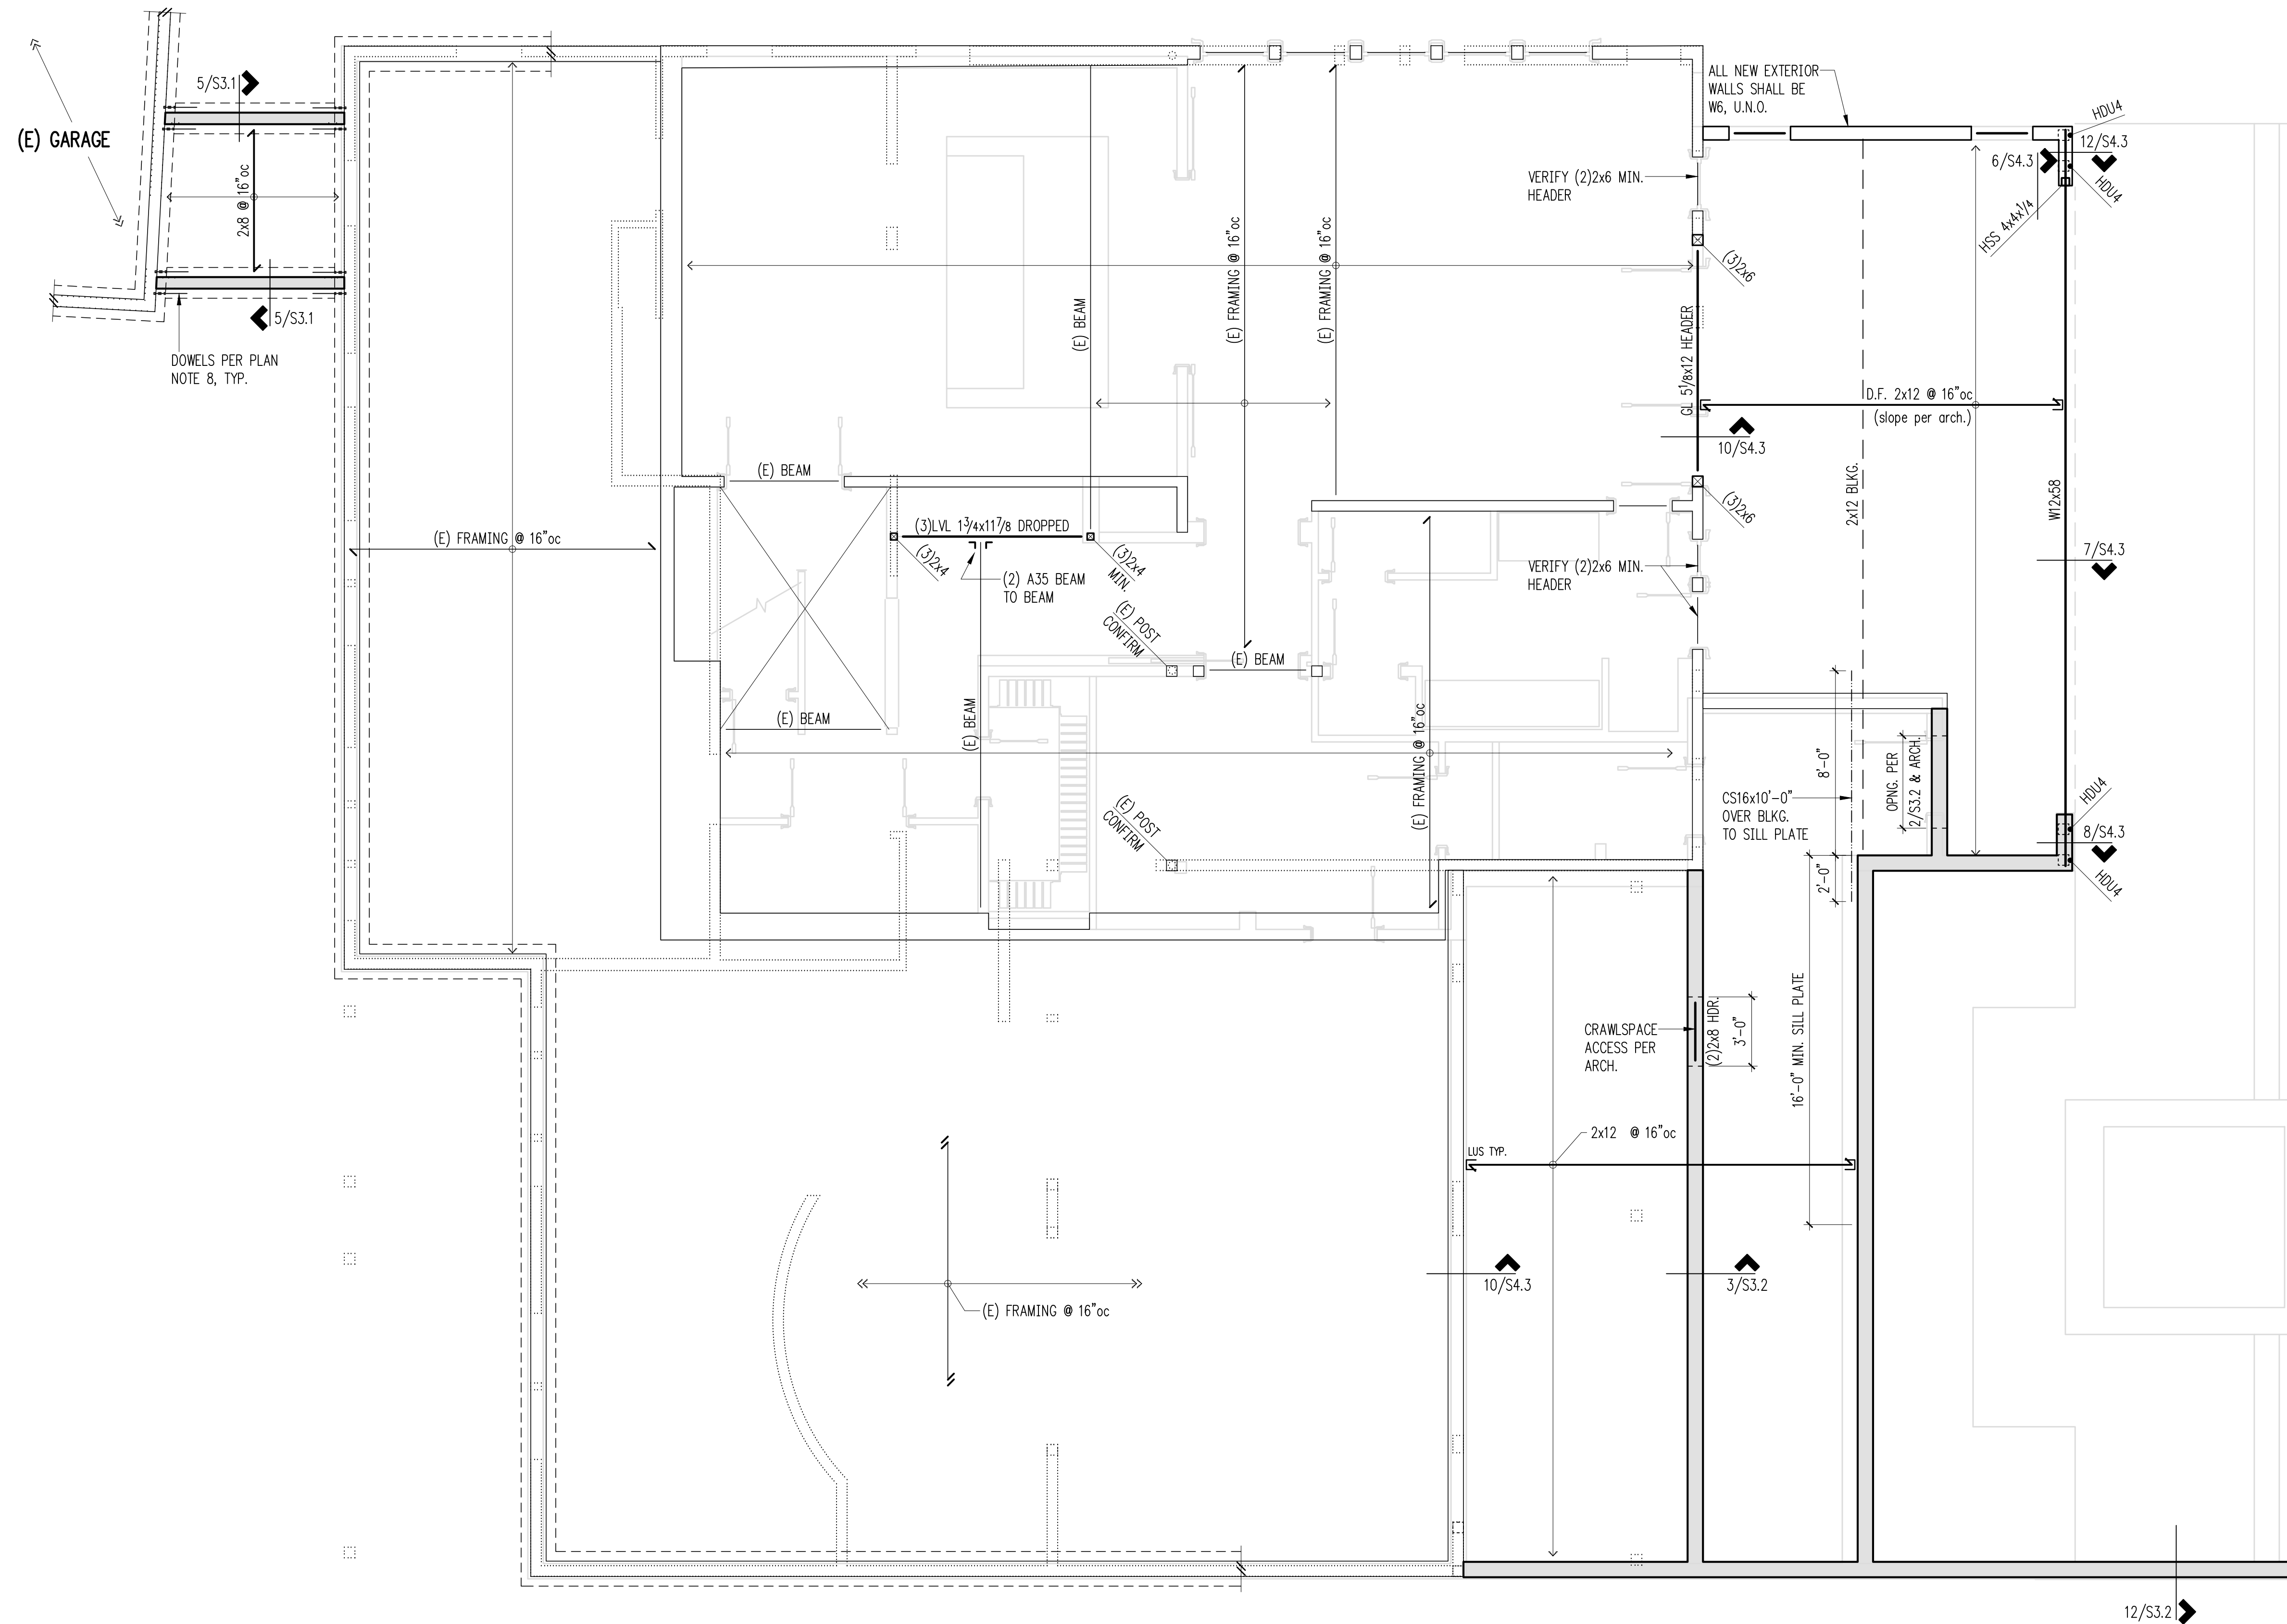 5/S3.1
(E) GARAGE
2x8 @ 16"oc
5/S3.1
DOWELS PER PLAN
NOTE 8, TYP.
(E) FRAMING @ 16"oc
(E) BEAM
(E) BEAM
(E) FRAMING @ 16"oc
(E) FRAMING @ 16"oc
(3)LVL 1 3/4x11 7/8 DROPPED
(3)2x4
(3)2x4
MIN.
(2) A35 BEAM
TO BEAM
(E) POST
CONFIRM
(E) BEAM
(E) BEAM
(E) BEAM
(E) POST
CONFIRM
(E) FRAMING @ 16"oc
ALL NEW EXTERIOR
WALLS SHALL BE
W6, U.N.O.
VERIFY (2)2x6 MIN.
HEADER
(3)2x6
GL 5 1/8x12 HEADER
10/S4.3
(3)2x6
VERIFY (2)2x6 MIN.
HEADER
HDU4
12/S4.3
6/S4.3
HDU4
HSS 4x4x1/4
D.F. 2x12 @ 16"oc
(slope per arch.)
2x12 BLKG.
W12x58
7/S4.3
8'-0"
CS16x10'-0"
OVER BLKG.
TO SILL PLATE
OPNG. PER
2/S3.2 & ARCH.
HDU4
8/S4.3
HDU4
2'-0"
16'-0" MIN. SILL PLATE
CRAWLSPACE
ACCESS PER
ARCH.
(2)2x8 HDR.
3'-0"
2x12 @ 16"oc
LUS TYP.
10/S4.3
3/S3.2
(E) FRAMING @ 16"oc
12/S3.2